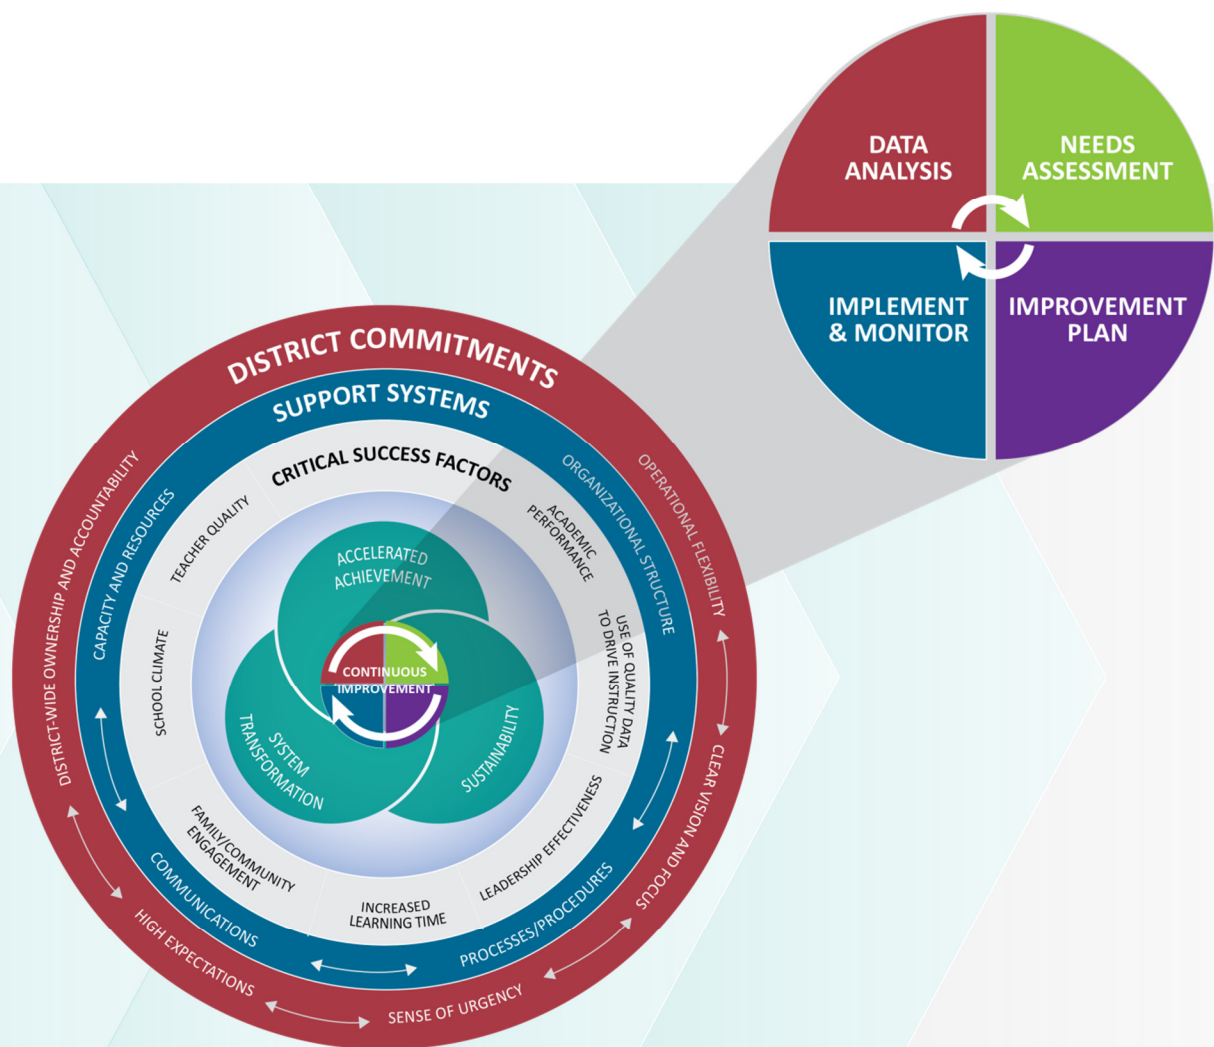 DATA
ANALYSIS
NEEDS
ASSESSMENT
IMPLEMENT
& MONITOR
IMPROVEMENT
PLAN
DISTRICT COMMITMENTS
OPERATIONAL FLEXIBILITY
CLEAR VISION AND FOCUS
SENSE OF URGENCY
HIGH EXPECTATIONS
DISTRICT-WIDE OWNERSHIP AND ACCOUNTABILITY
SUPPORT SYSTEMS
ORGANIZATIONAL STRUCTURE
PROCESSES/PROCEDURES
COMMUNICATIONS
CAPACITY AND RESOURCES
CRITICAL SUCCESS FACTORS
ACADEMIC
PERFORMANCE
USE OF QUALITY DATA
TO DRIVE INSTRUCTION
LEADERSHIP EFFECTIVENESS
INCREASED
LEARNING TIME
FAMILY/COMMUNITY
ENGAGEMENT
SCHOOL CLIMATE
TEACHER QUALITY
ACCELERATED
ACHIEVEMENT
SUSTAINABILITY
SYSTEM
TRANSFORMATION
CONTINUOUS
IMPROVEMENT